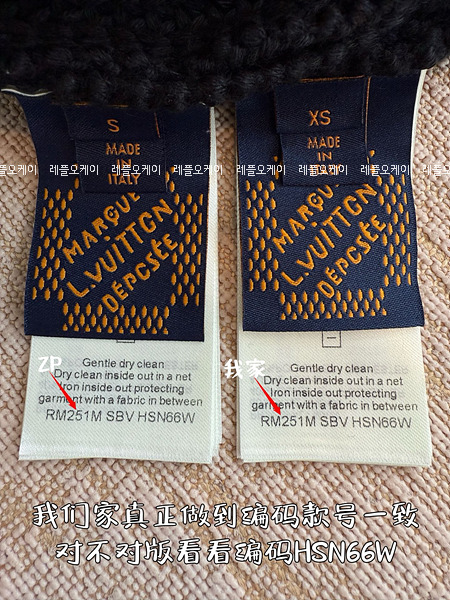 S
MADE
IN
ITALY
XS
MADE
IN
레플오케이 레플오케이 레플오케이 레플오케이 레플오케이 레플오케이 레플오케이
MARQUE
L.VUITTON
DÉPOSÉE
MARQUE
L.VUITTON
DÉPOSÉE
ZP
Gentle dry clean
Dry clean inside out in a net
Iron inside out protecting
garment with a fabric in between
RM251M SBV HSN66W
我家
Gentle dry clean
Dry clean inside out in a net
Iron inside out protecting
garment with a fabric in between
RM251M SBV HSN66W
我们家真正做到编码款号一致
对不对版看看编码HSN66W